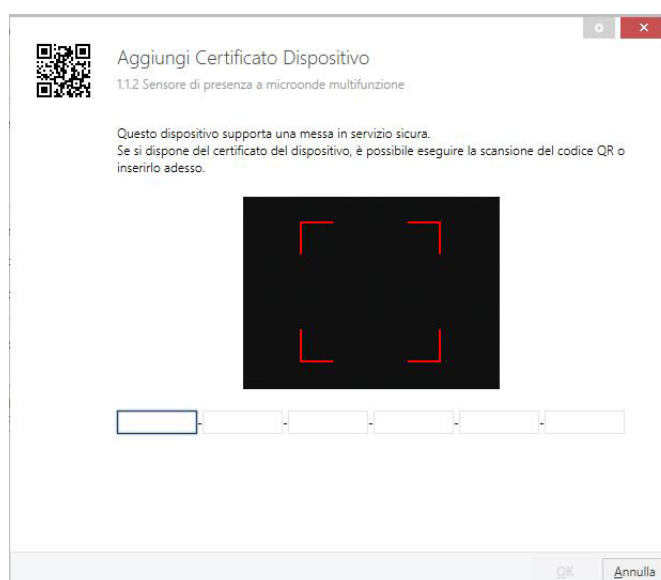 Aggiungi Certificato Dispositivo
1.1.2 Sensore di presenza a microonde multifunzione
Questo dispositivo supporta una messa in servizio sicura.
Se si dispone del certificato del dispositivo, è possibile eseguire la scansione del codice QR o
inserirlo adesso.
- - - - -
OK Annulla